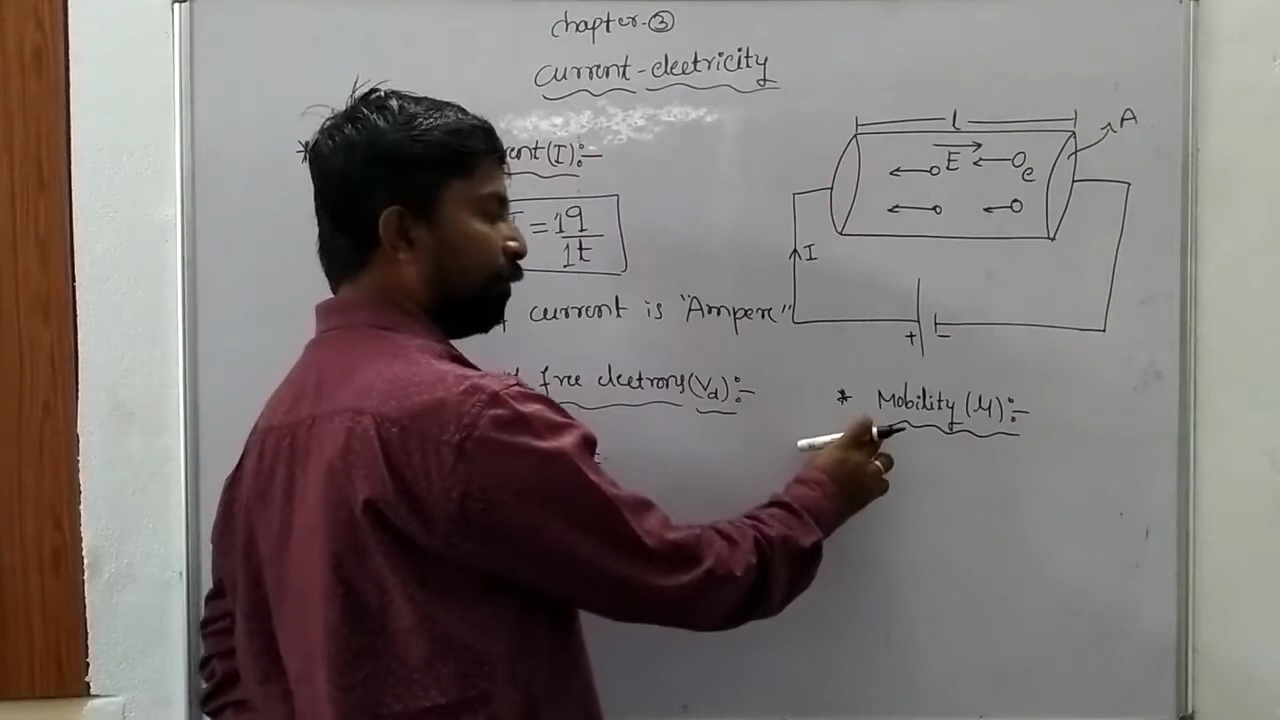 chapter-③
current-electricity
* rent (I):-
I = 1q / 1t
f current is "Ampere"
free electrons (Vd):-
l
A
E
e
I
+ -
* Mobility (μ):-